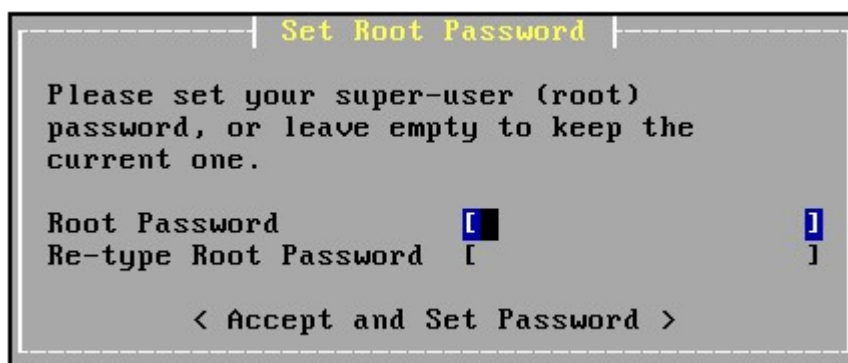 Set Root Password
Please set your super-user (root)
password, or leave empty to keep the
current one.
Root Password [ ]
Re-type Root Password [ ]
< Accept and Set Password >